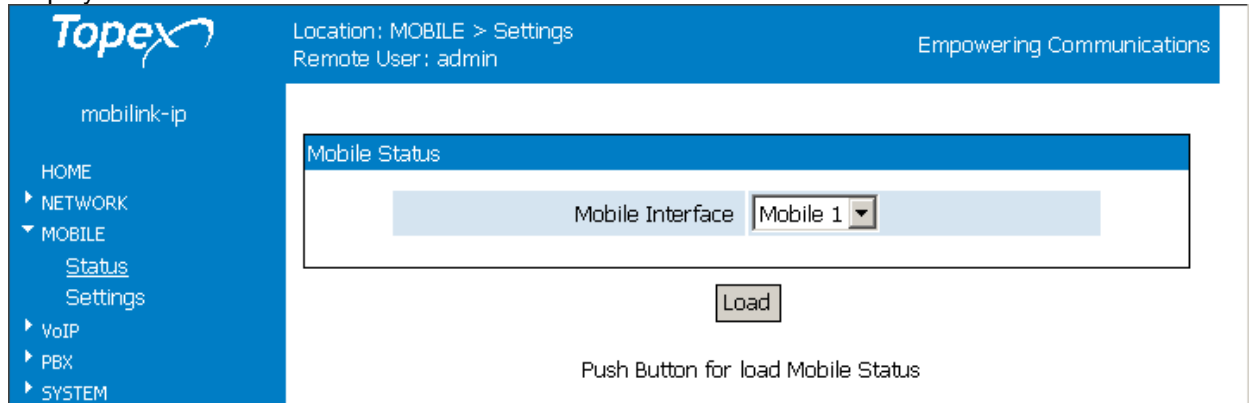 Topex
Location: MOBILE > Settings
Remote User: admin
Empowering Communications
mobilink-ip
HOME
NETWORK
MOBILE
Status
Settings
VoIP
PBX
SYSTEM
Mobile Status
Mobile Interface Mobile 1
Load
Push Button for load Mobile Status